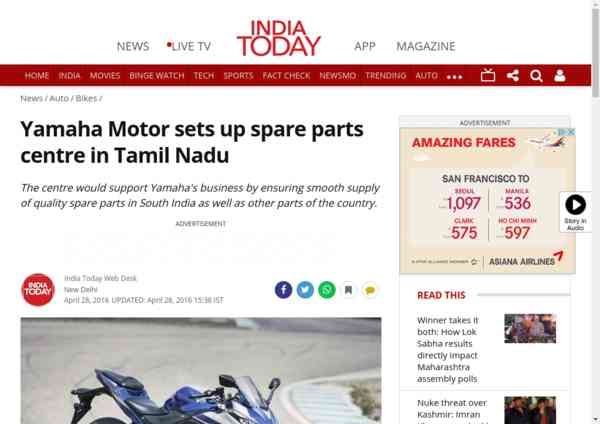 INDIA
TODAY
NEWS
LIVE TV
APP
MAGAZINE
HOME INDIA MOVIES BINGE WATCH TECH SPORTS FACT CHECK NEWSMO TRENDING AUTO
News / Auto / Bikes /
Yamaha Motor sets up spare parts
centre in Tamil Nadu
The centre would support Yamaha's business by ensuring smooth supply
of quality spare parts in South India as well as other parts of the country.
ADVERTISEMENT
INDIA
TODAY
India Today Web Desk
New Delhi
April 28, 2016 UPDATED: April 28, 2016 15:38 IST
ADVERTISEMENT
AMAZING FARES
SAN FRANCISCO TO
SEOUL
1,097
MANILA
536
CLARK
575
HO CHI MINH
597
A STAR ALLIANCE MEMBER
ASIANA AIRLINES
Story in
Audio
READ THIS
Winner takes it
both: How Lok
Sabha results
directly impact
Maharashtra
assembly polls
Nuke threat over
Kashmir: Imran